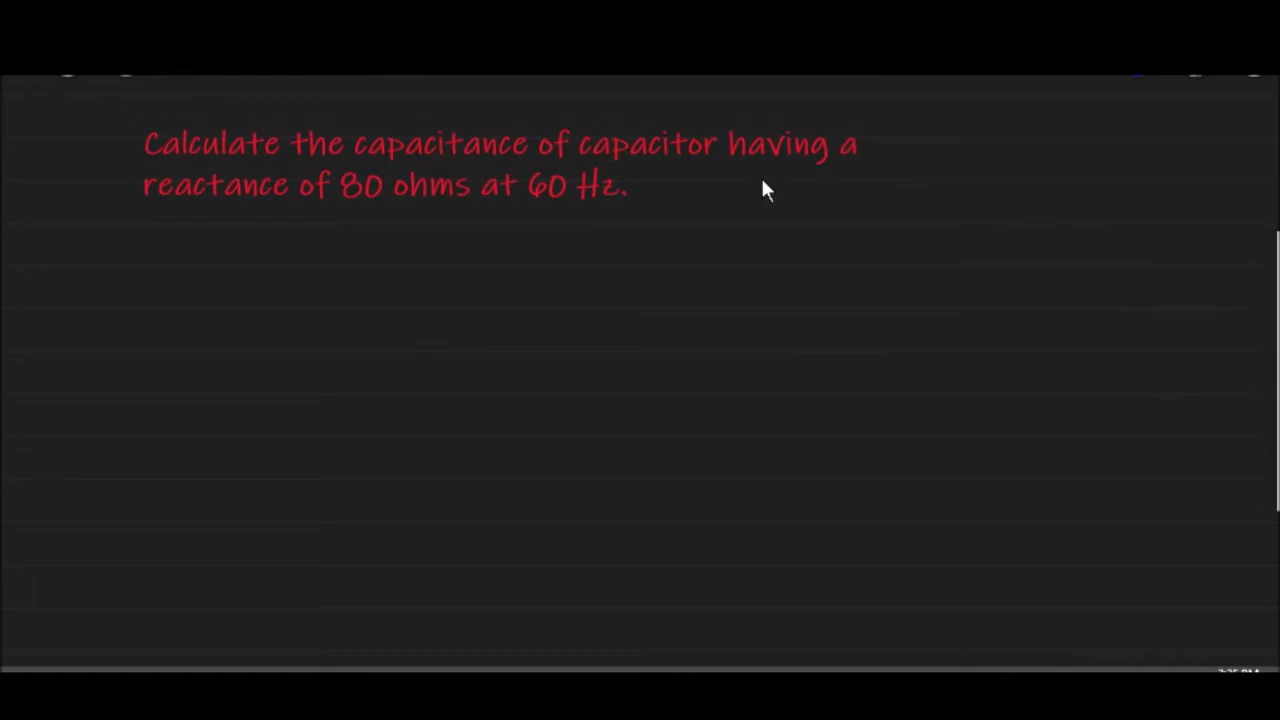 Calculate the capacitance of capacitor having a
reactance of 80 ohms at 60 Hz.